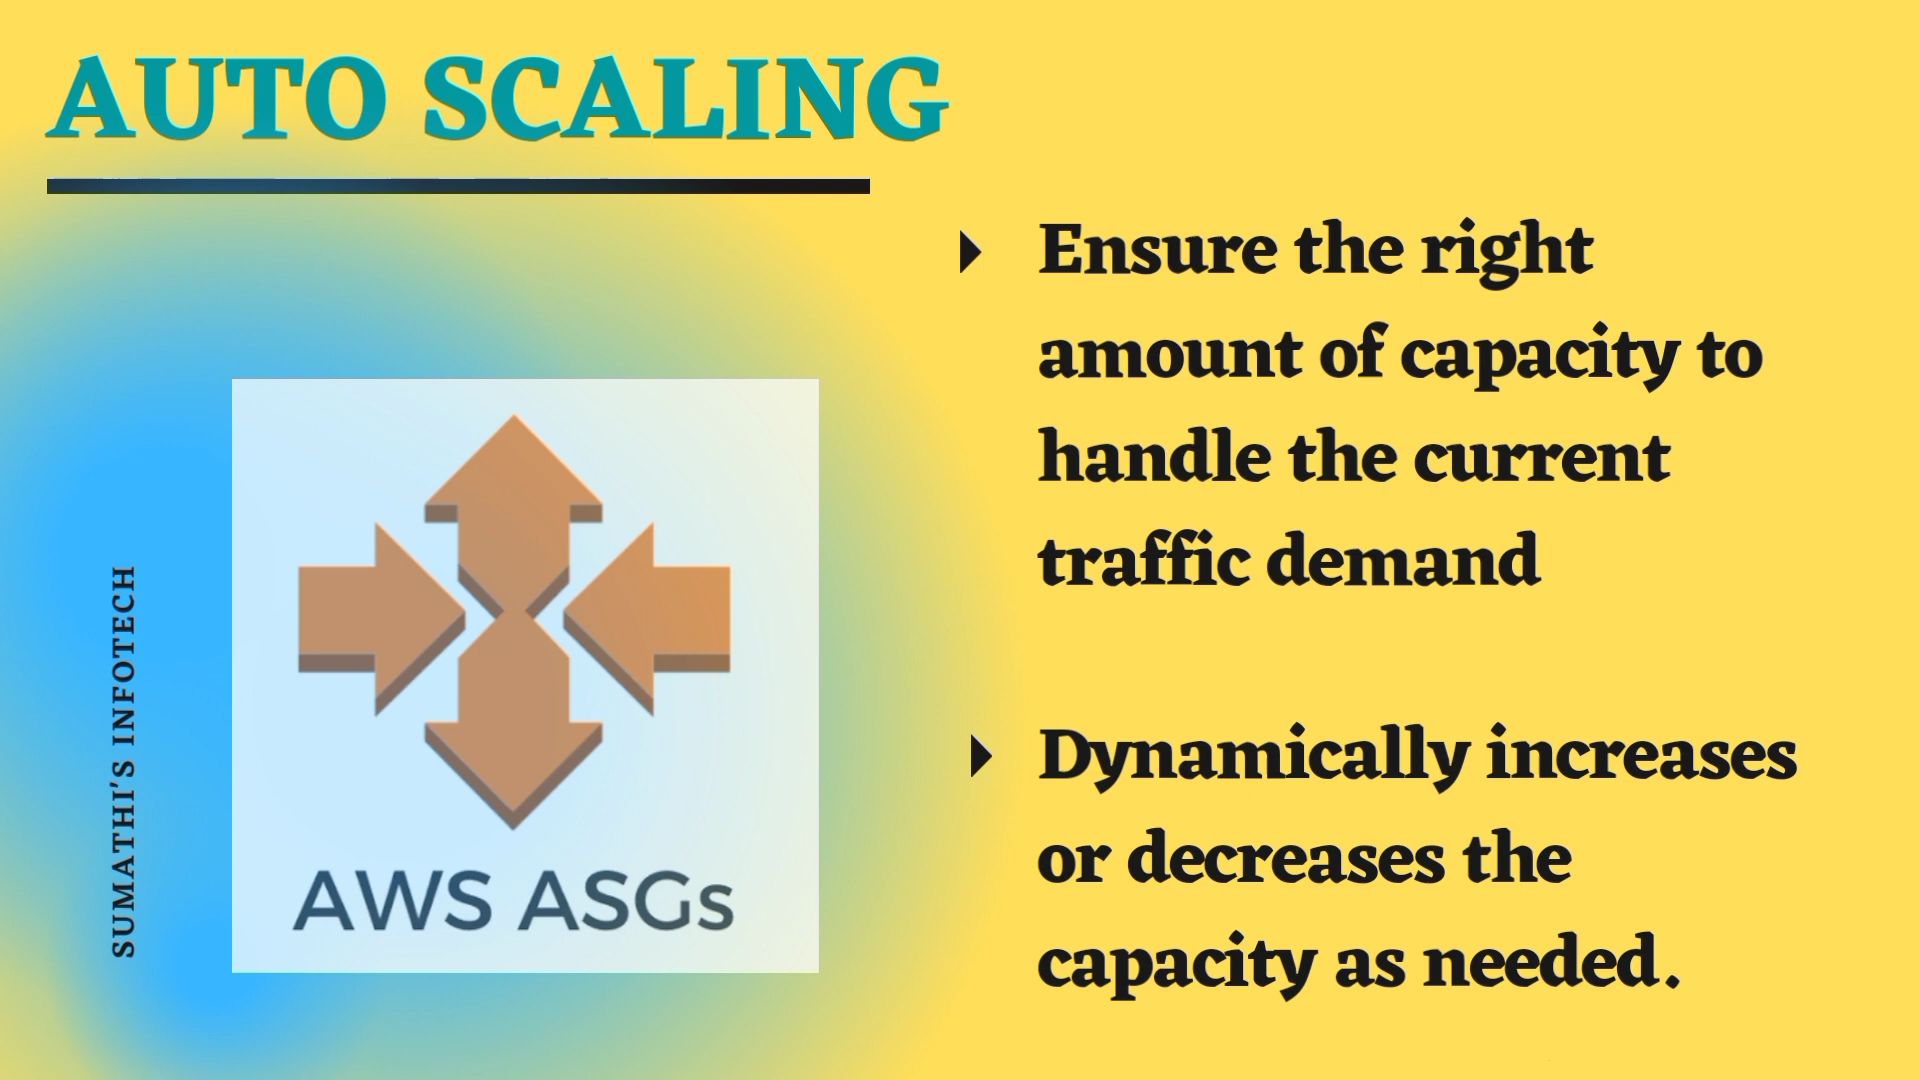 AUTO SCALING
Ensure the right
amount of capacity to
handle the current
traffic demand
Dynamically increases
or decreases the
capacity as needed.
AWS ASGs
SUMATHI'S INFOTECH